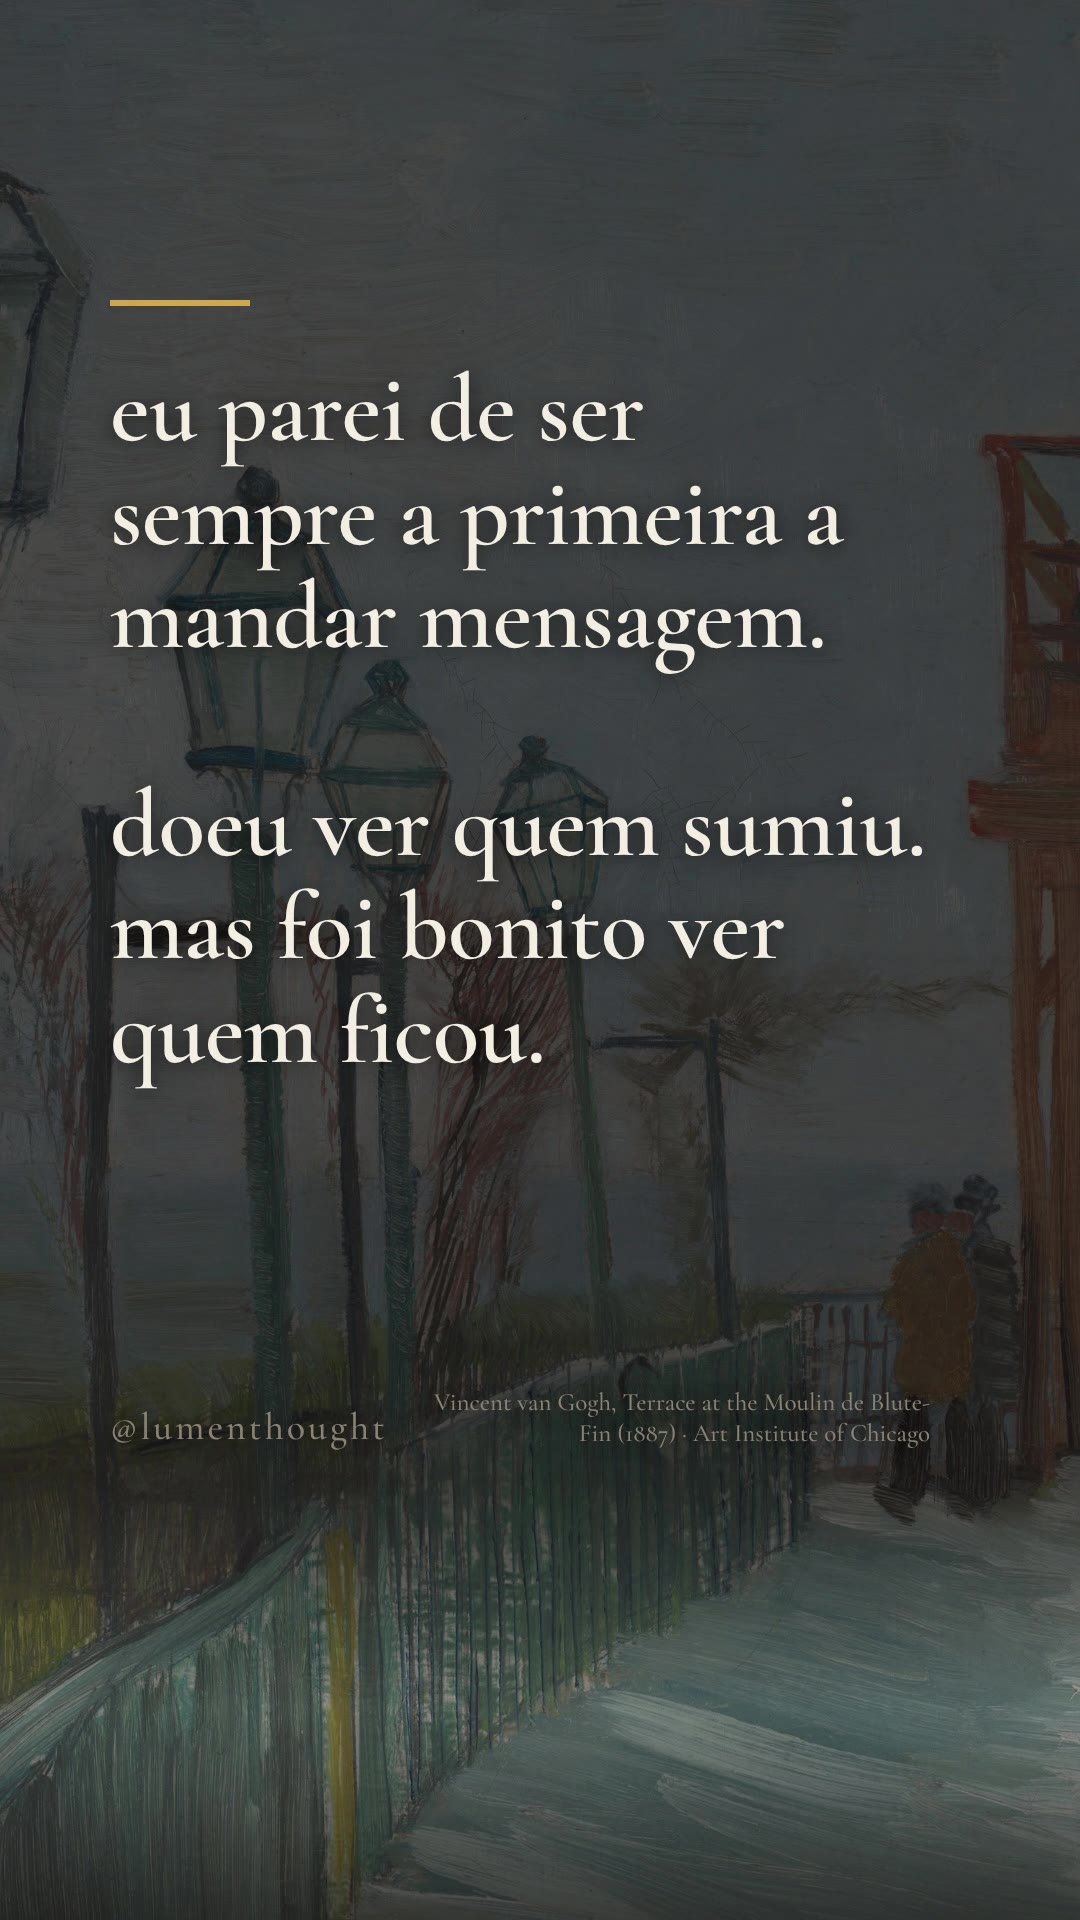 eu parei de ser
sempre a primeira a
mandar mensagem.
doeu ver quem sumiu.
mas foi bonito ver
quem ficou.
@lumenthought
Vincent van Gogh, Terrace at the Moulin de Blute-
Fin (1887) · Art Institute of Chicago